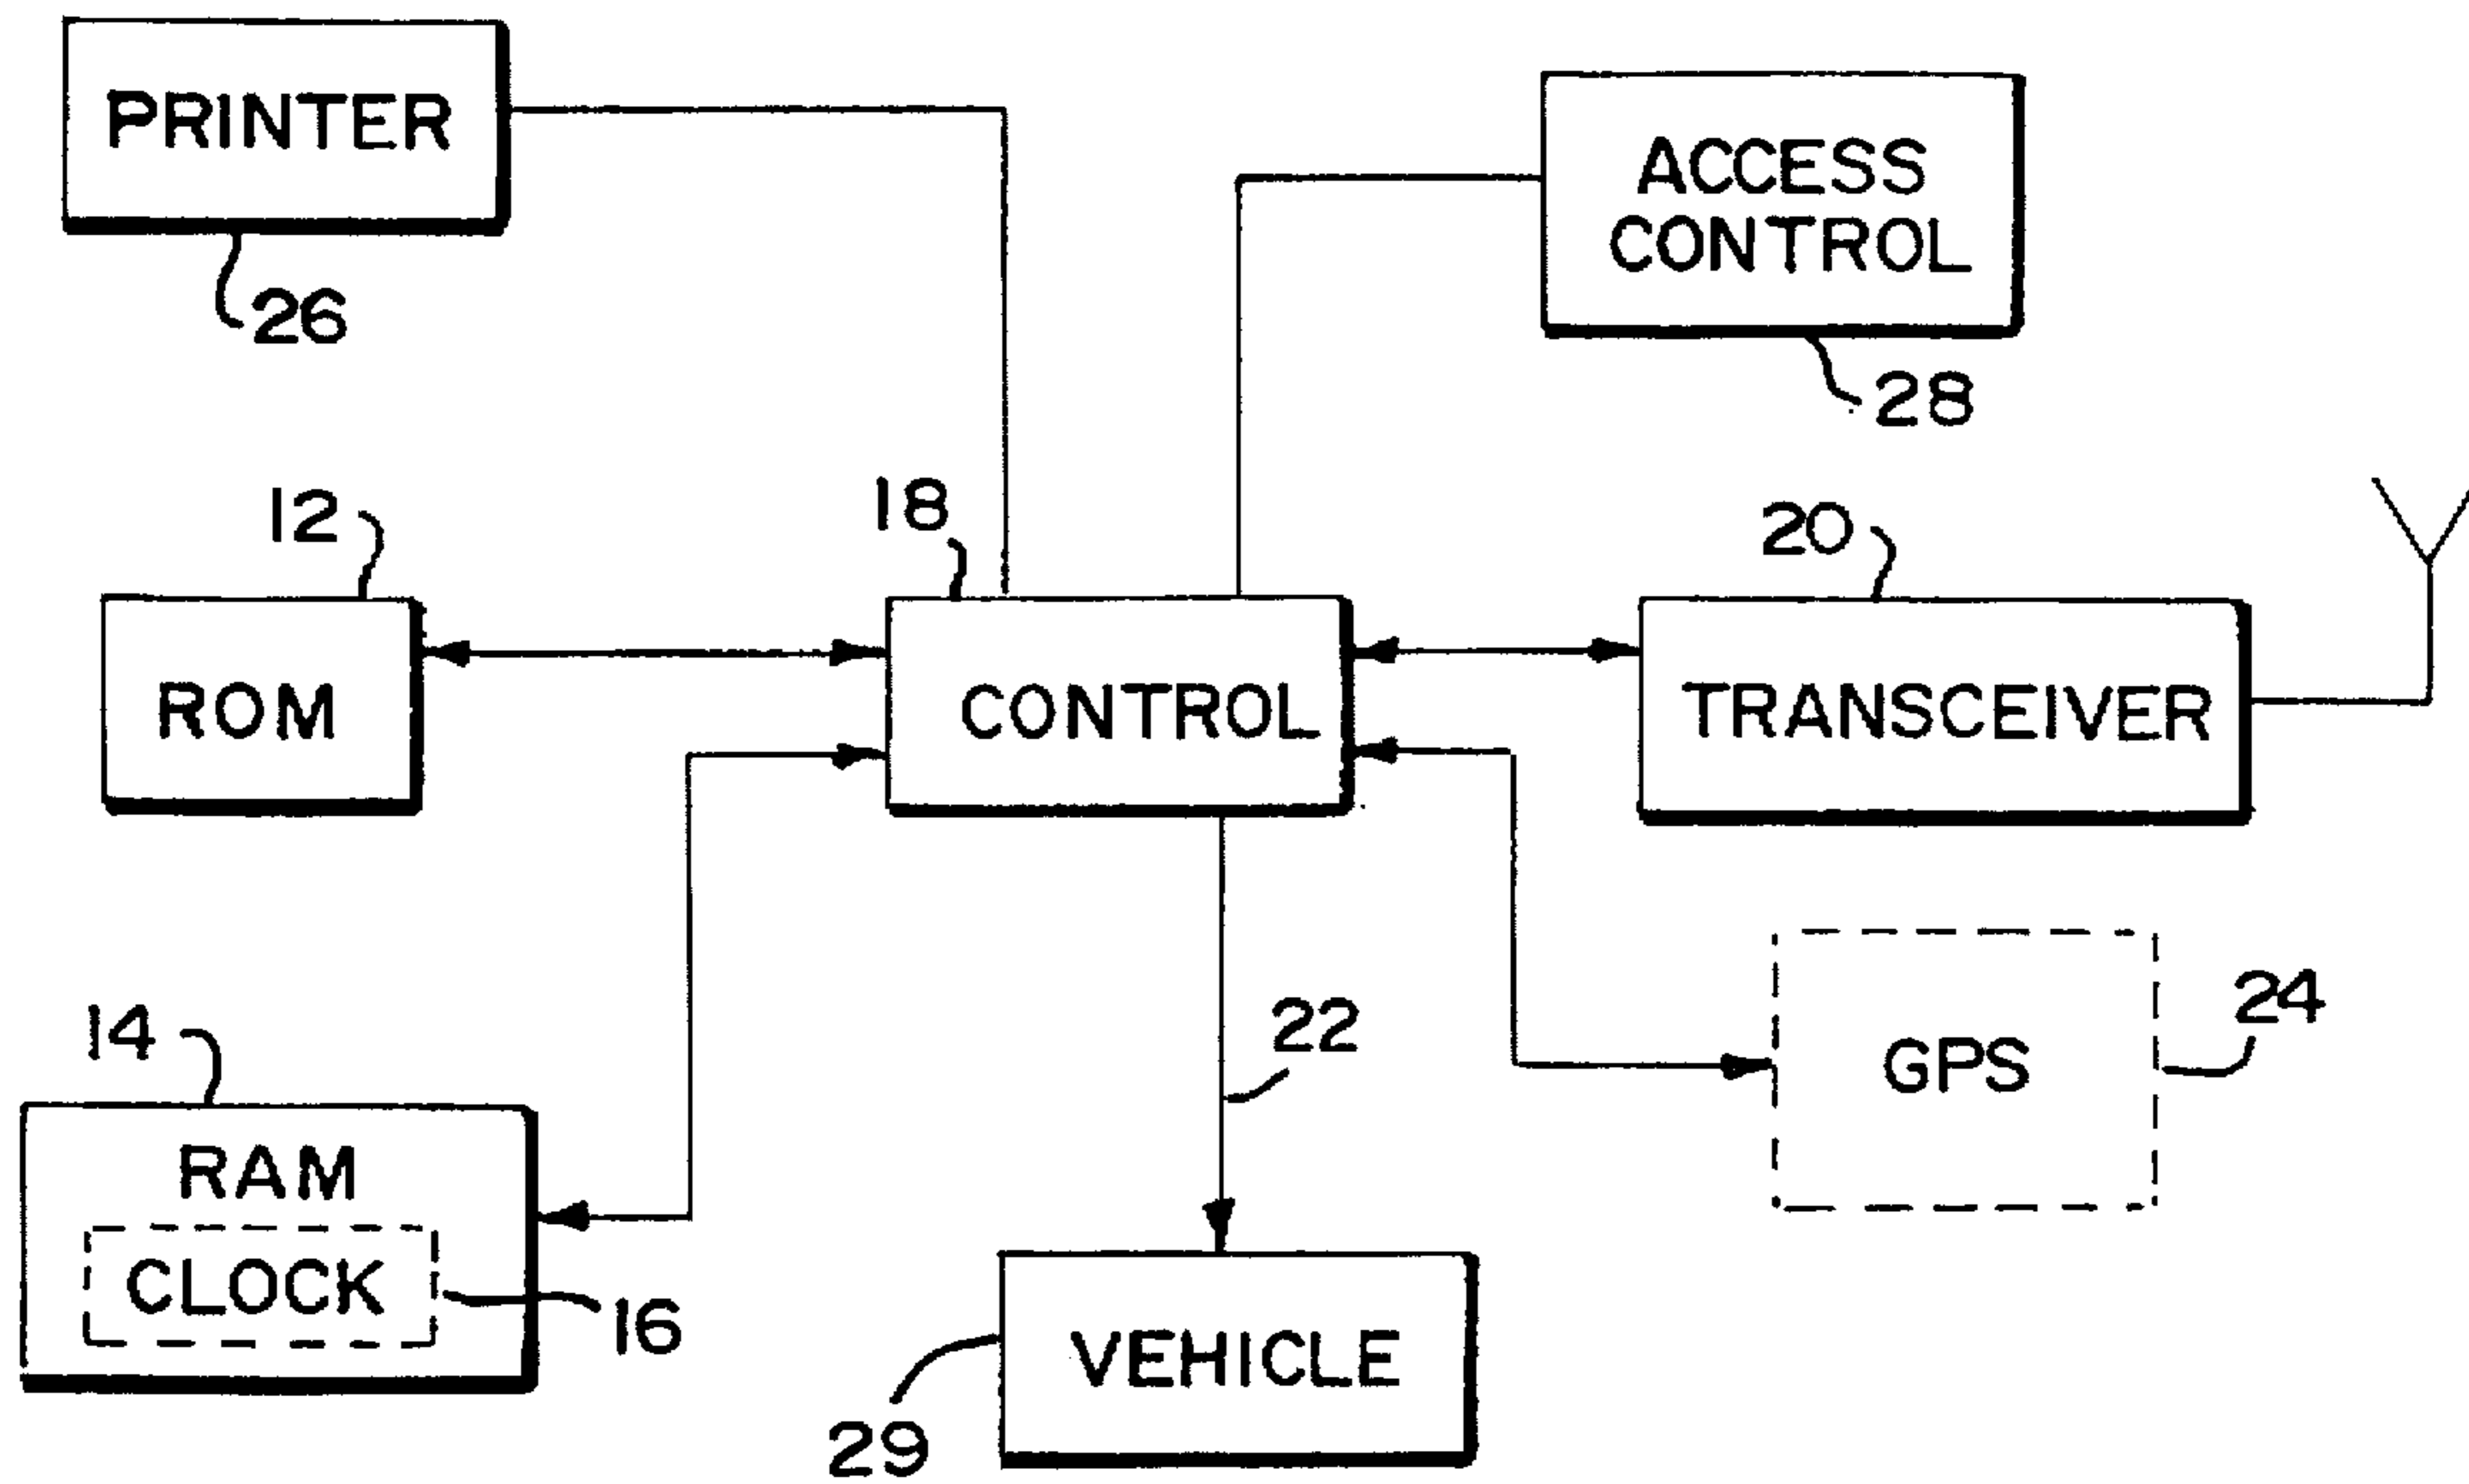 PRINTER
26
ACCESS
CONTROL
28
12
ROM
18
CONTROL
20
TRANSCEIVER
14
RAM
CLOCK
16
22
VEHICLE
29
GPS
24